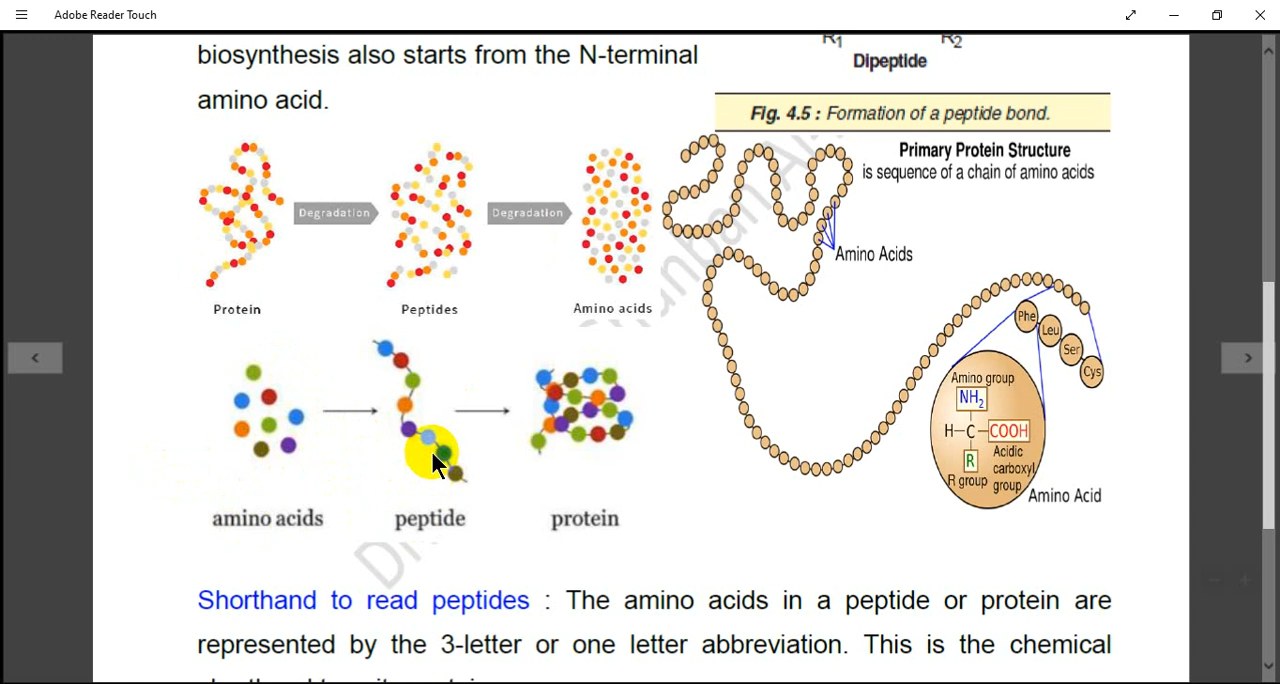 Adobe Reader Touch
biosynthesis also starts from the N-terminal
amino acid.
R1 R2
Dipeptide
Fig. 4.5 : Formation of a peptide bond.
Primary Protein Structure
is sequence of a chain of amino acids
Degradation
Degradation
Protein
Peptides
Amino acids
Amino Acids
Phe
Leu
Ser
Cys
Amino group
NH2
H–C–COOH
R
Acidic
carboxyl
group
R group
Amino Acid
amino acids
peptide
protein
Shorthand to read peptides : The amino acids in a peptide or protein are
represented by the 3-letter or one letter abbreviation. This is the chemical